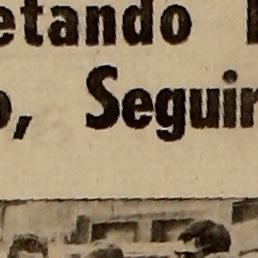 etando
o, Seguir